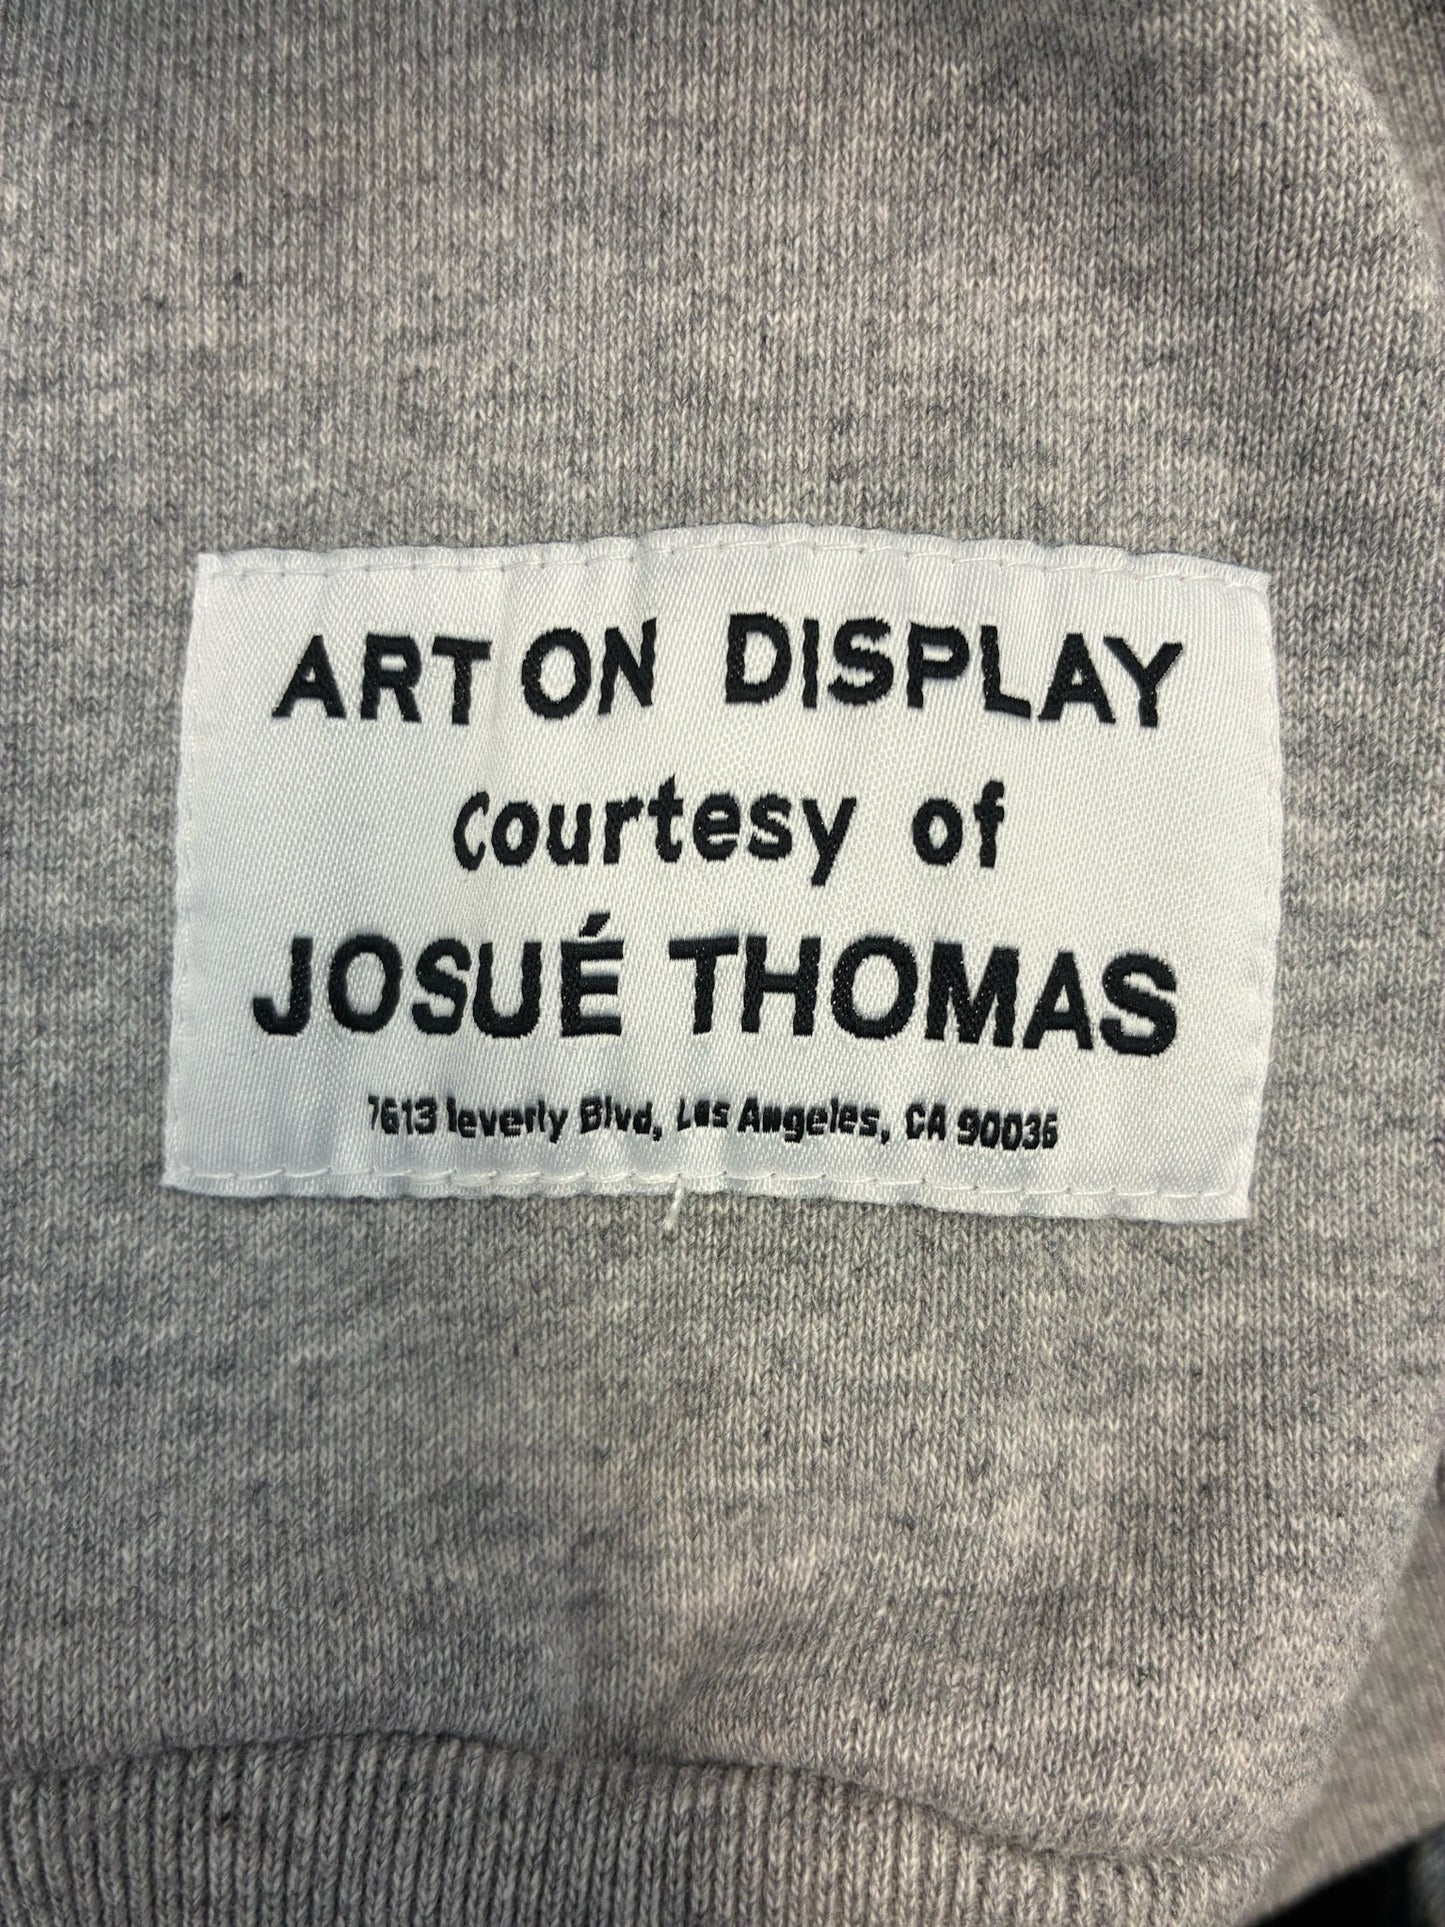 ART ON DISPLAY
Courtesy of
JOSUÉ THOMAS
7613 Beverly Blvd, Los Angeles, CA 90036